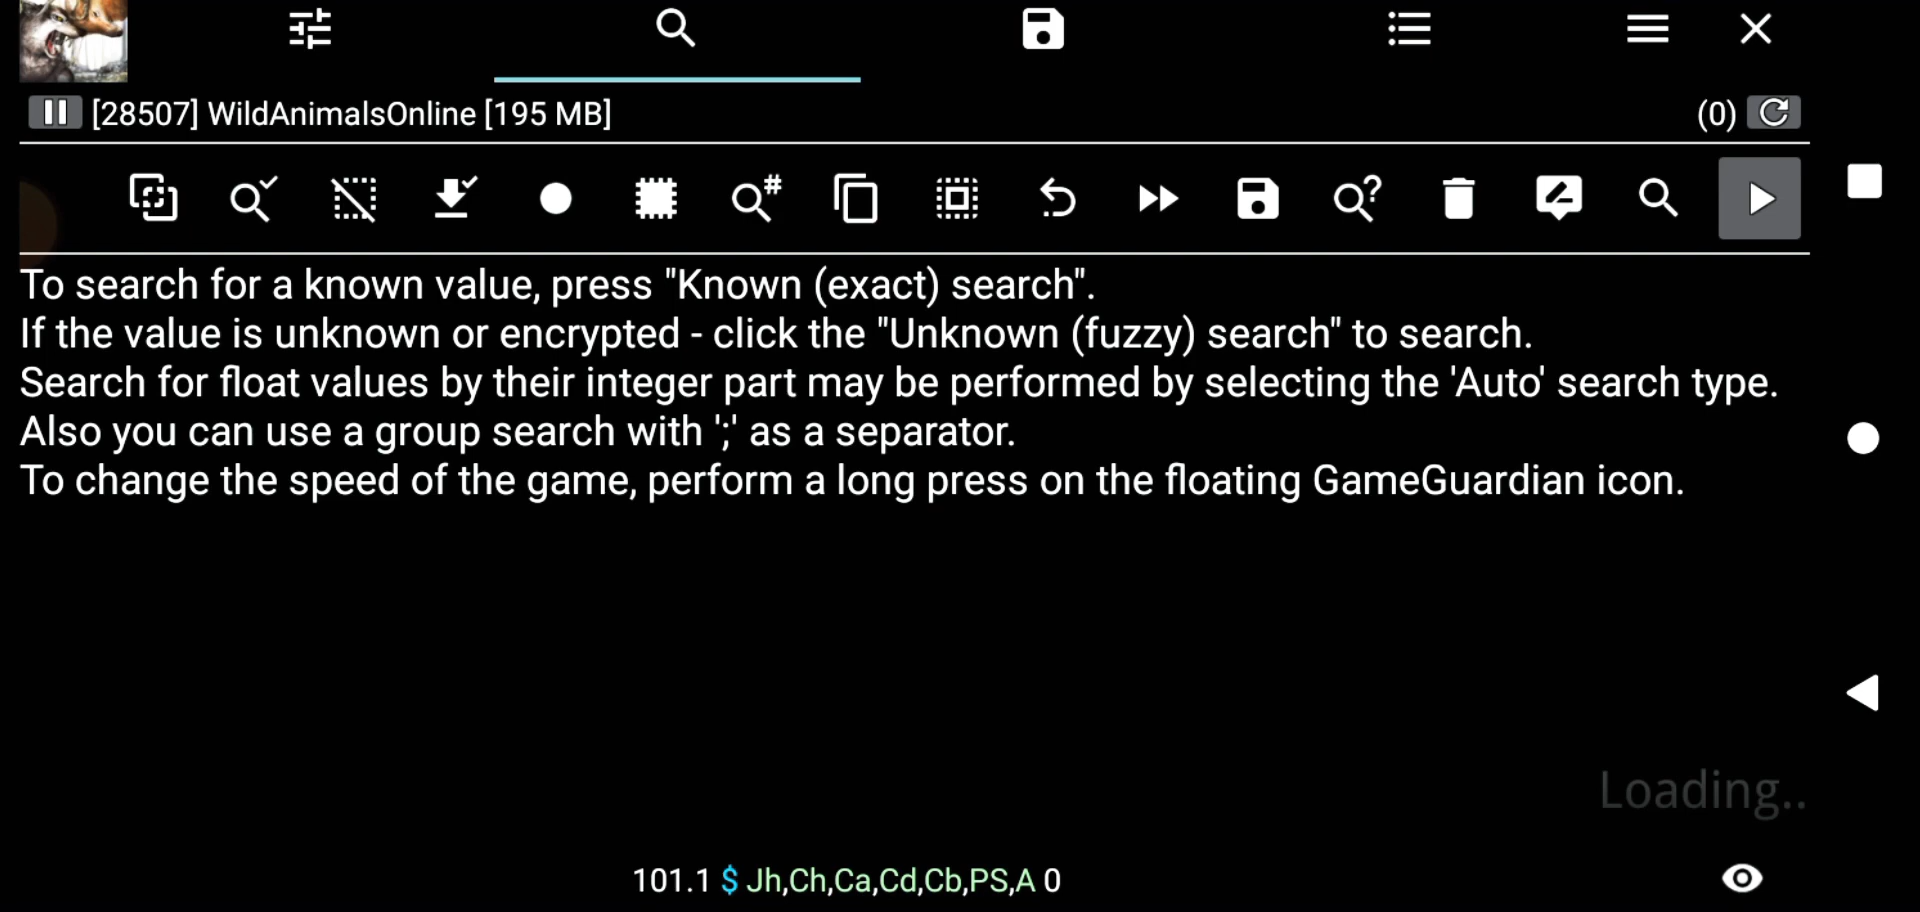 [28507] WildAnimalsOnline [195 MB] (0)
To search for a known value, press "Known (exact) search".
If the value is unknown or encrypted - click the "Unknown (fuzzy) search" to search.
Search for float values by their integer part may be performed by selecting the 'Auto' search type.
Also you can use a group search with ';' as a separator.
To change the speed of the game, perform a long press on the floating GameGuardian icon.
Loading..
101.1 $ Jh,Ch,Ca,Cd,Cb,PS,A 0